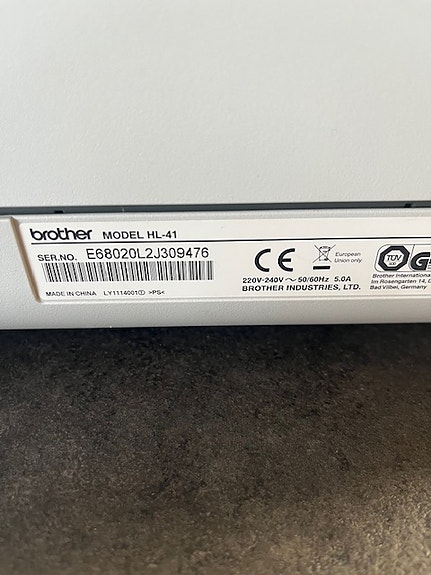 brother MODEL HL-41
SER.NO. E68020L2J309476
MADE IN CHINA LY1114001① >PS<
CE
European
Union only
220V-240V ~ 50/60Hz 5.0A
BROTHER INDUSTRIES, LTD.
TÜV
G
Brother International
Im Rosengarten 14, D
Bad Vilbel, Germany